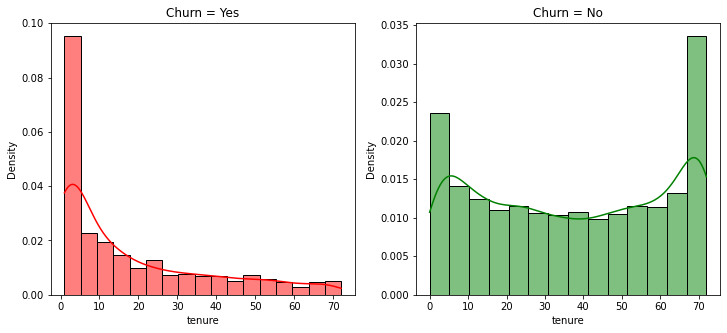 Churn = Yes
0.10
0.08
0.06
0.04
0.02
0.00
Density
0 10 20 30 40 50 60 70
tenure
Churn = No
0.035
0.030
0.025
0.020
0.015
0.010
0.005
0.000
Density
0 10 20 30 40 50 60 70
tenure